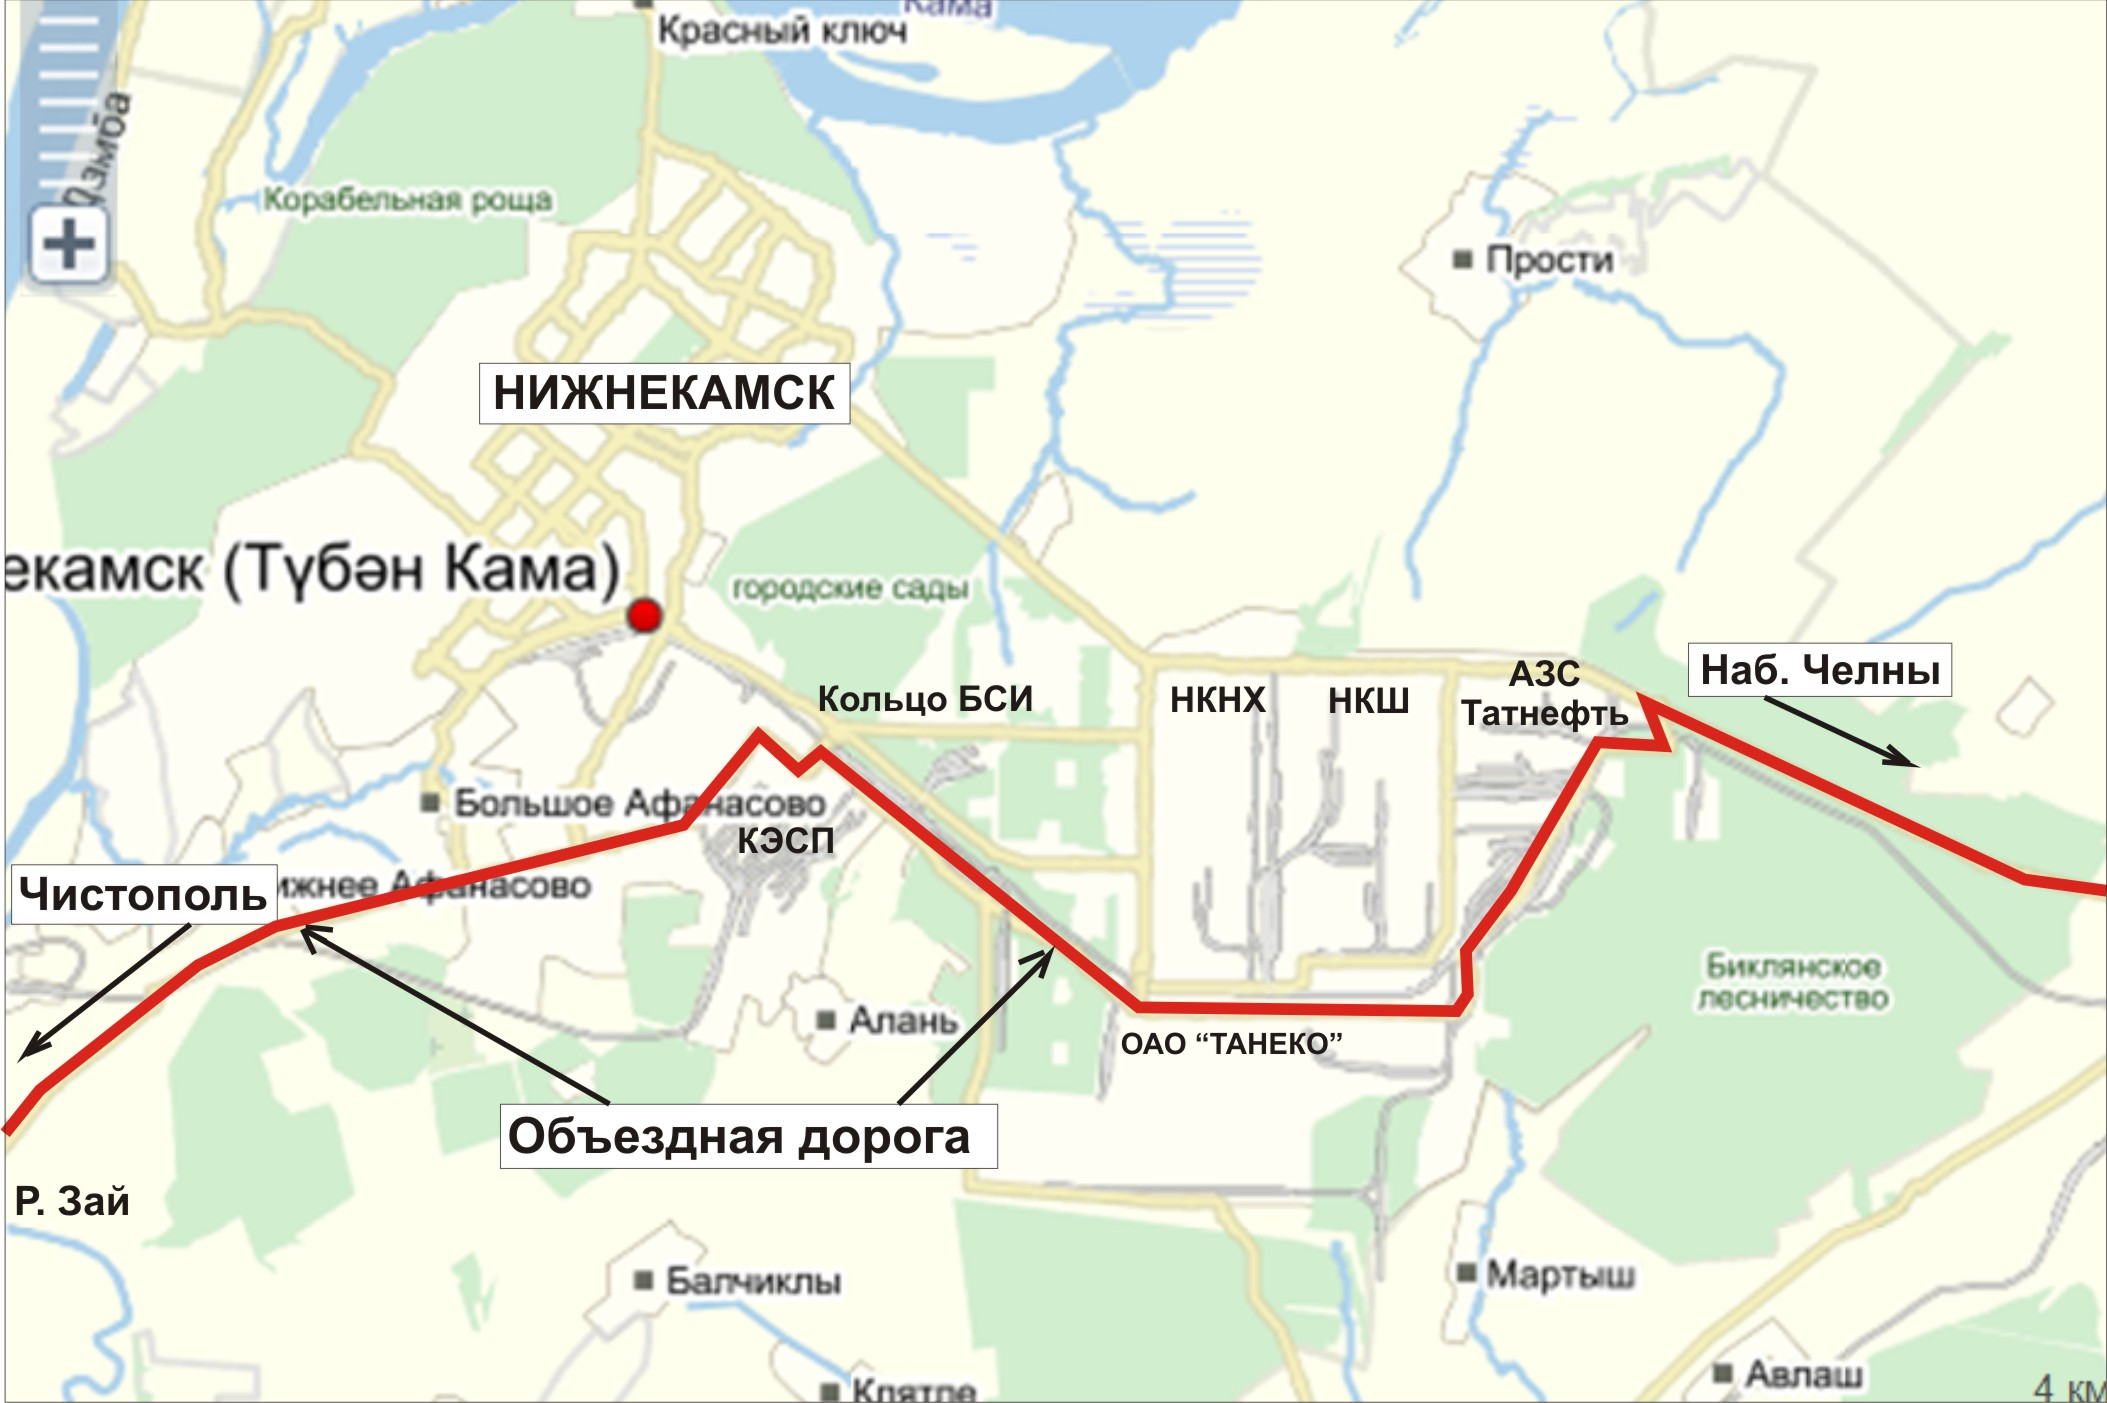 Кама
Красный ключ
Корабельная роща
Прости
НИЖНЕКАМСК
екамск (Түбән Кама)
городские сады
Наб. Челны
АЗС
Татнефть
Кольцо БСИ
НКНХ
НКШ
Большое Афанасово
КЭСП
Чистополь
ижнее Афанасово
Биклянское
лесничество
Алань
ОАО “ТАНЕКО”
Объездная дорога
Р. Зай
Балчиклы
Мартыш
Авлаш
Клятле
4 км